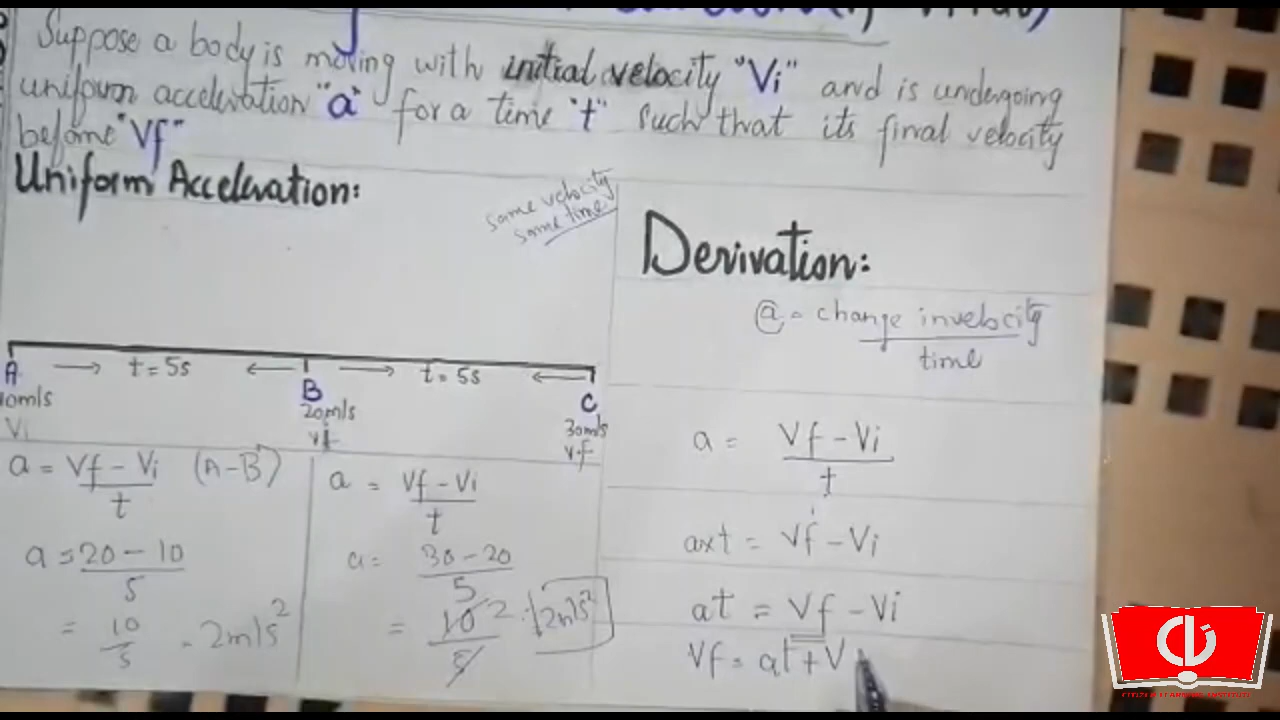 Suppose a body is moving with initial velocity "Vi" and is undergoing
uniform acceleration "a" for a time "t" such that its final velocity
before "Vf"
Uniform Acceleration:
same velocity
same time
t = 5s
t = 5s
A
B
C
10m/s
20m/s
30m/s
Vi
vf
v.f
a = Vf - Vi (A-B)
t
a = 20 - 10
5
= 10
5
= 2m/s²
a = Vf - Vi
t
a = 30 - 20
5
= 10 2 = 2m/s²
5
Derivation:
a = change in velocity
time
a = Vf - Vi
t
axt = Vf - Vi
at = Vf - Vi
Vf = at + V